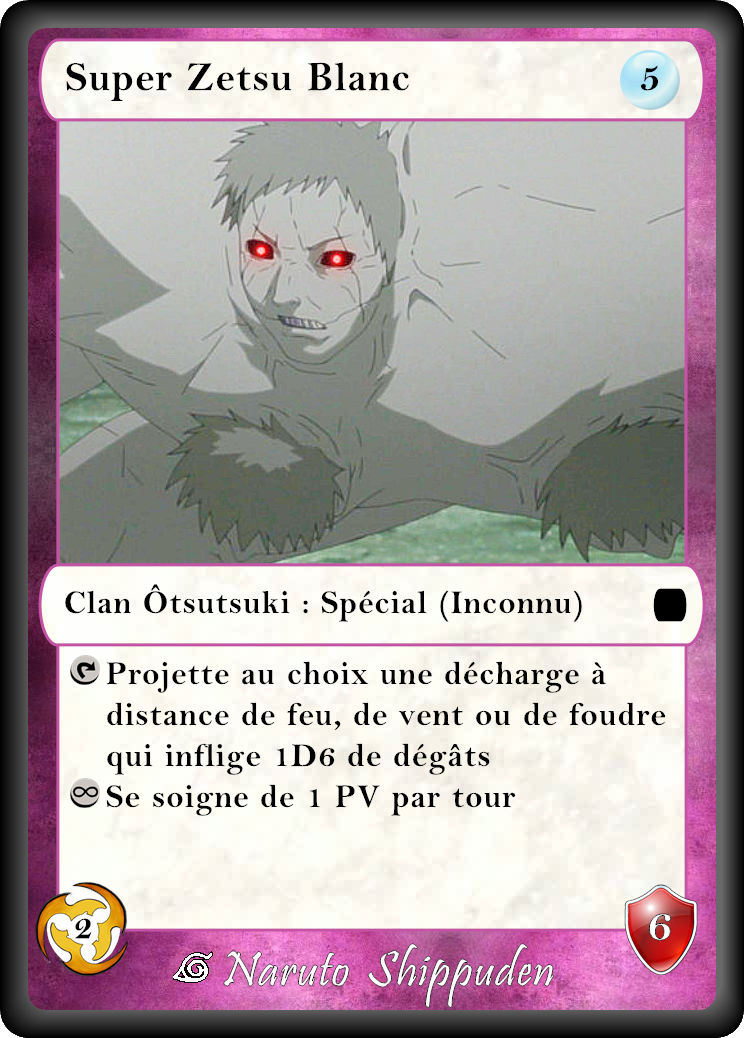 Super Zetsu Blanc
5
Clan Ôtsutsuki : Spécial (Inconnu)
Projette au choix une décharge à
distance de feu, de vent ou de foudre
qui inflige 1D6 de dégâts
∞ Se soigne de 1 PV par tour
2
6
Naruto Shippuden